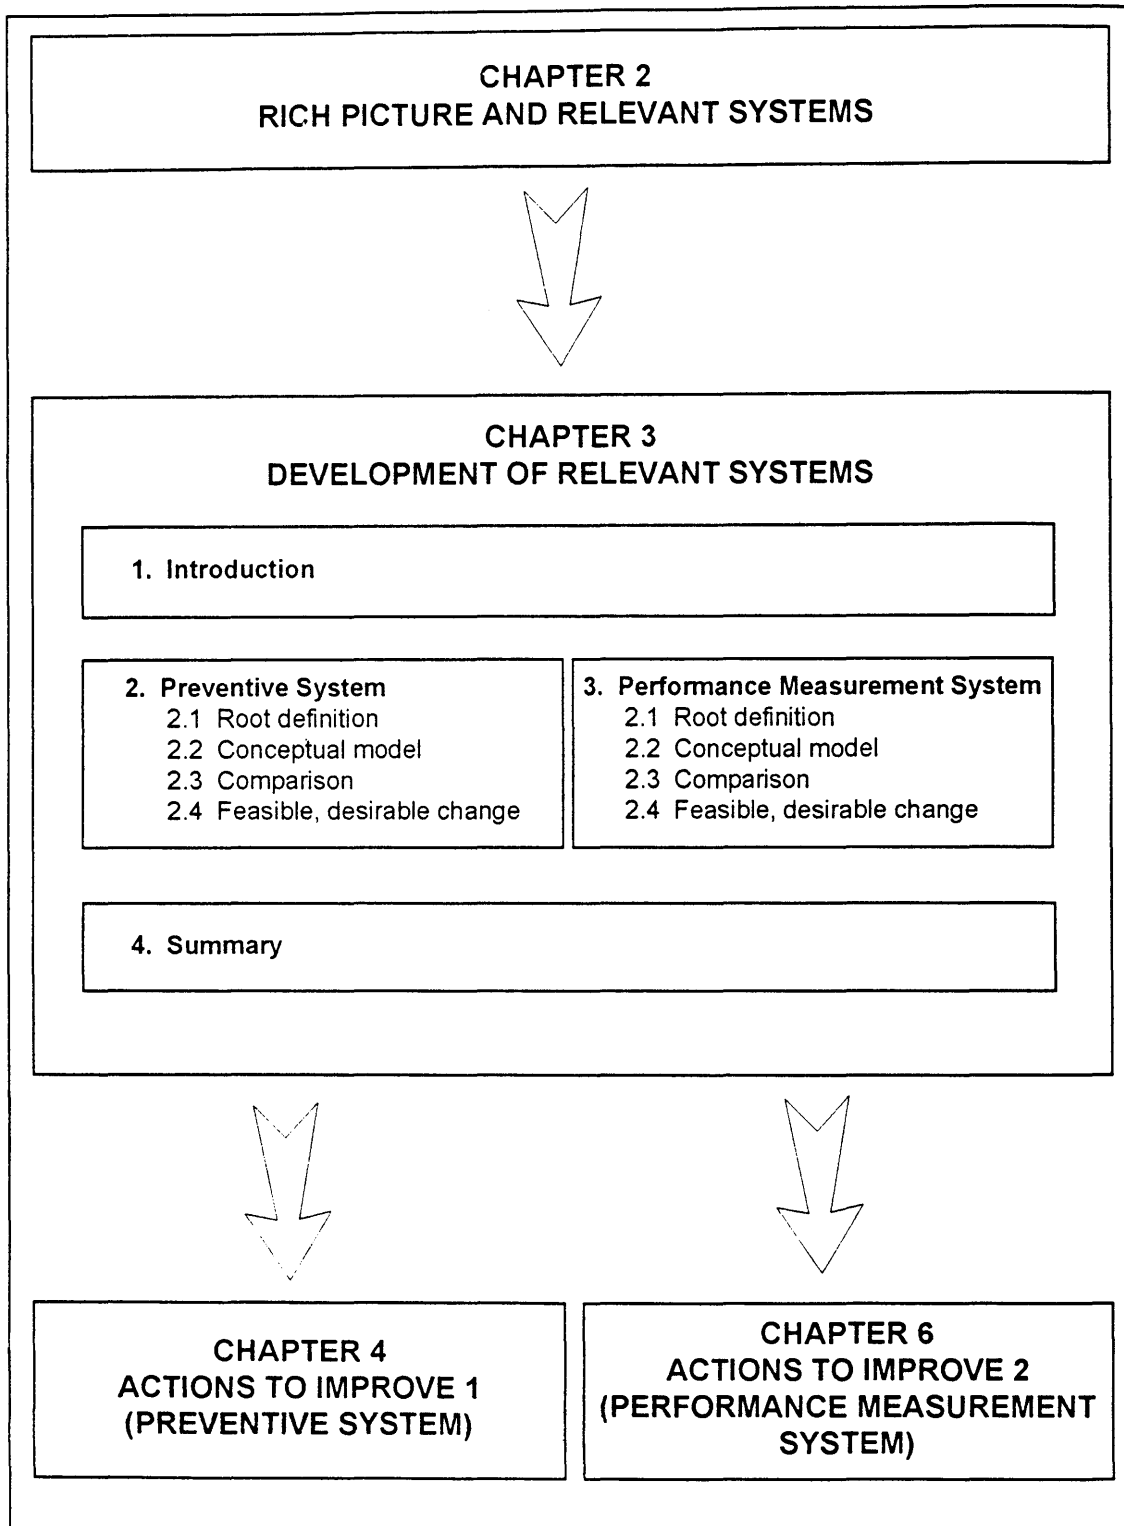 CHAPTER 2
RICH PICTURE AND RELEVANT SYSTEMS
CHAPTER 3
DEVELOPMENT OF RELEVANT SYSTEMS
1. Introduction
2. Preventive System
2.1 Root definition
2.2 Conceptual model
2.3 Comparison
2.4 Feasible, desirable change
3. Performance Measurement System
2.1 Root definition
2.2 Conceptual model
2.3 Comparison
2.4 Feasible, desirable change
4. Summary
CHAPTER 4
ACTIONS TO IMPROVE 1
(PREVENTIVE SYSTEM)
CHAPTER 6
ACTIONS TO IMPROVE 2
(PERFORMANCE MEASUREMENT
SYSTEM)